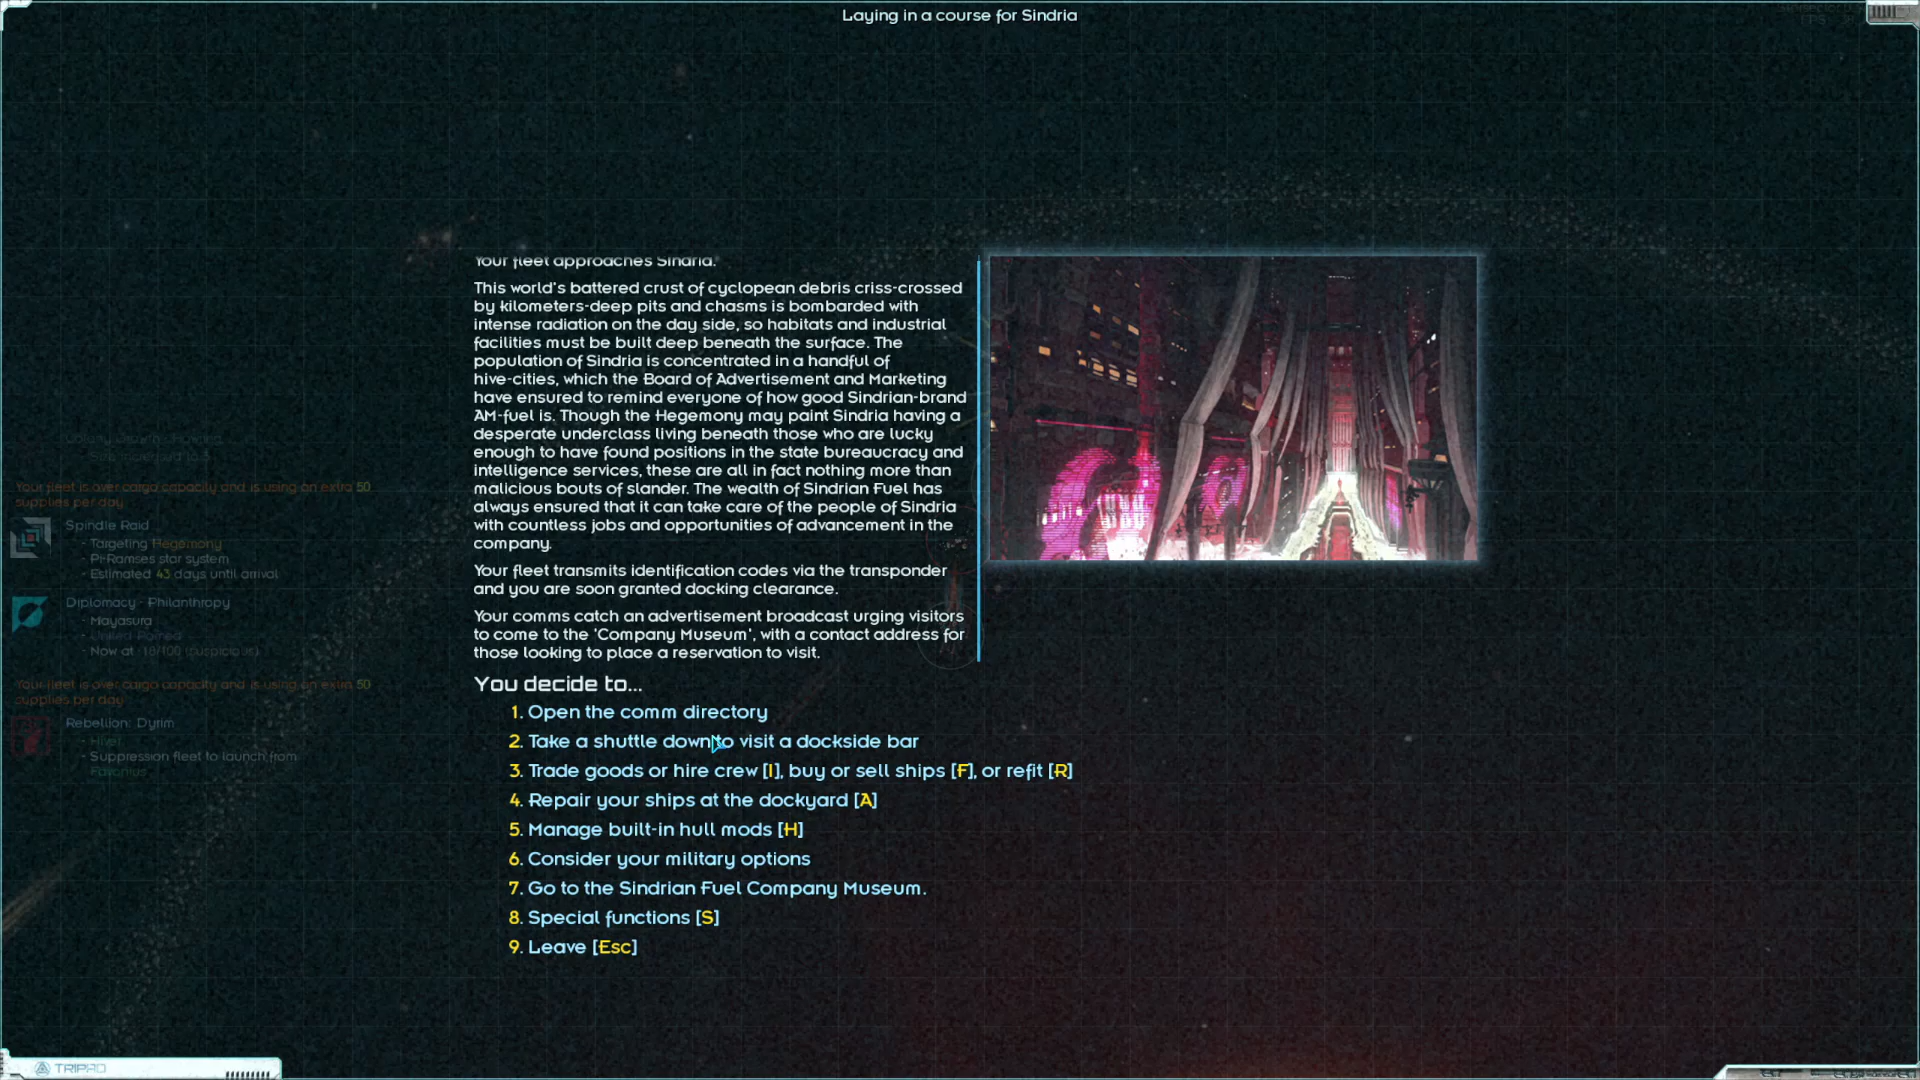 Laying in a course for Sindria
Your fleet approaches Sindria.
This world's battered crust of cyclopean debris criss-crossed
by kilometers-deep pits and chasms is bombarded with
intense radiation on the day side, so habitats and industrial
facilities must be built deep beneath the surface. The
population of Sindria is concentrated in a handful of
hive-cities, which the Board of Advertisement and Marketing
have ensured to remind everyone of how good Sindrian-brand
AM-fuel is. Though the Hegemony may paint Sindria having a
desperate underclass living beneath those who are lucky
enough to have found positions in the state bureaucracy and
intelligence services, these are all in fact nothing more than
malicious bouts of slander. The wealth of Sindrian Fuel has
always ensured that it can take care of the people of Sindria
with countless jobs and opportunities of advancement in the
company.
Your fleet transmits identification codes via the transponder
and you are soon granted docking clearance.
Your comms catch an advertisement broadcast urging visitors
to come to the 'Company Museum', with a contact address for
those looking to place a reservation to visit.
You decide to...
1. Open the comm directory
2. Take a shuttle down to visit a dockside bar
3. Trade goods or hire crew [I], buy or sell ships [F], or refit [R]
4. Repair your ships at the dockyard [A]
5. Manage built-in hull mods [H]
6. Consider your military options
7. Go to the Sindrian Fuel Company Museum.
8. Special functions [S]
9. Leave [Esc]
Your fleet is over cargo capacity and is using an extra 50
supplies per day
Spindle Raid
- Targeting Hegemony
- Pi-Ramses star system
- Estimated 43 days until arrival
Diplomacy - Philanthropy
- Mayasura
- Now at -18/100 (suspicious)
Your fleet is over cargo capacity and is using an extra 50
supplies per day
Rebellion: Dyrim
- Hiver
- Suppression fleet to launch from
Favonius
TRIPAD